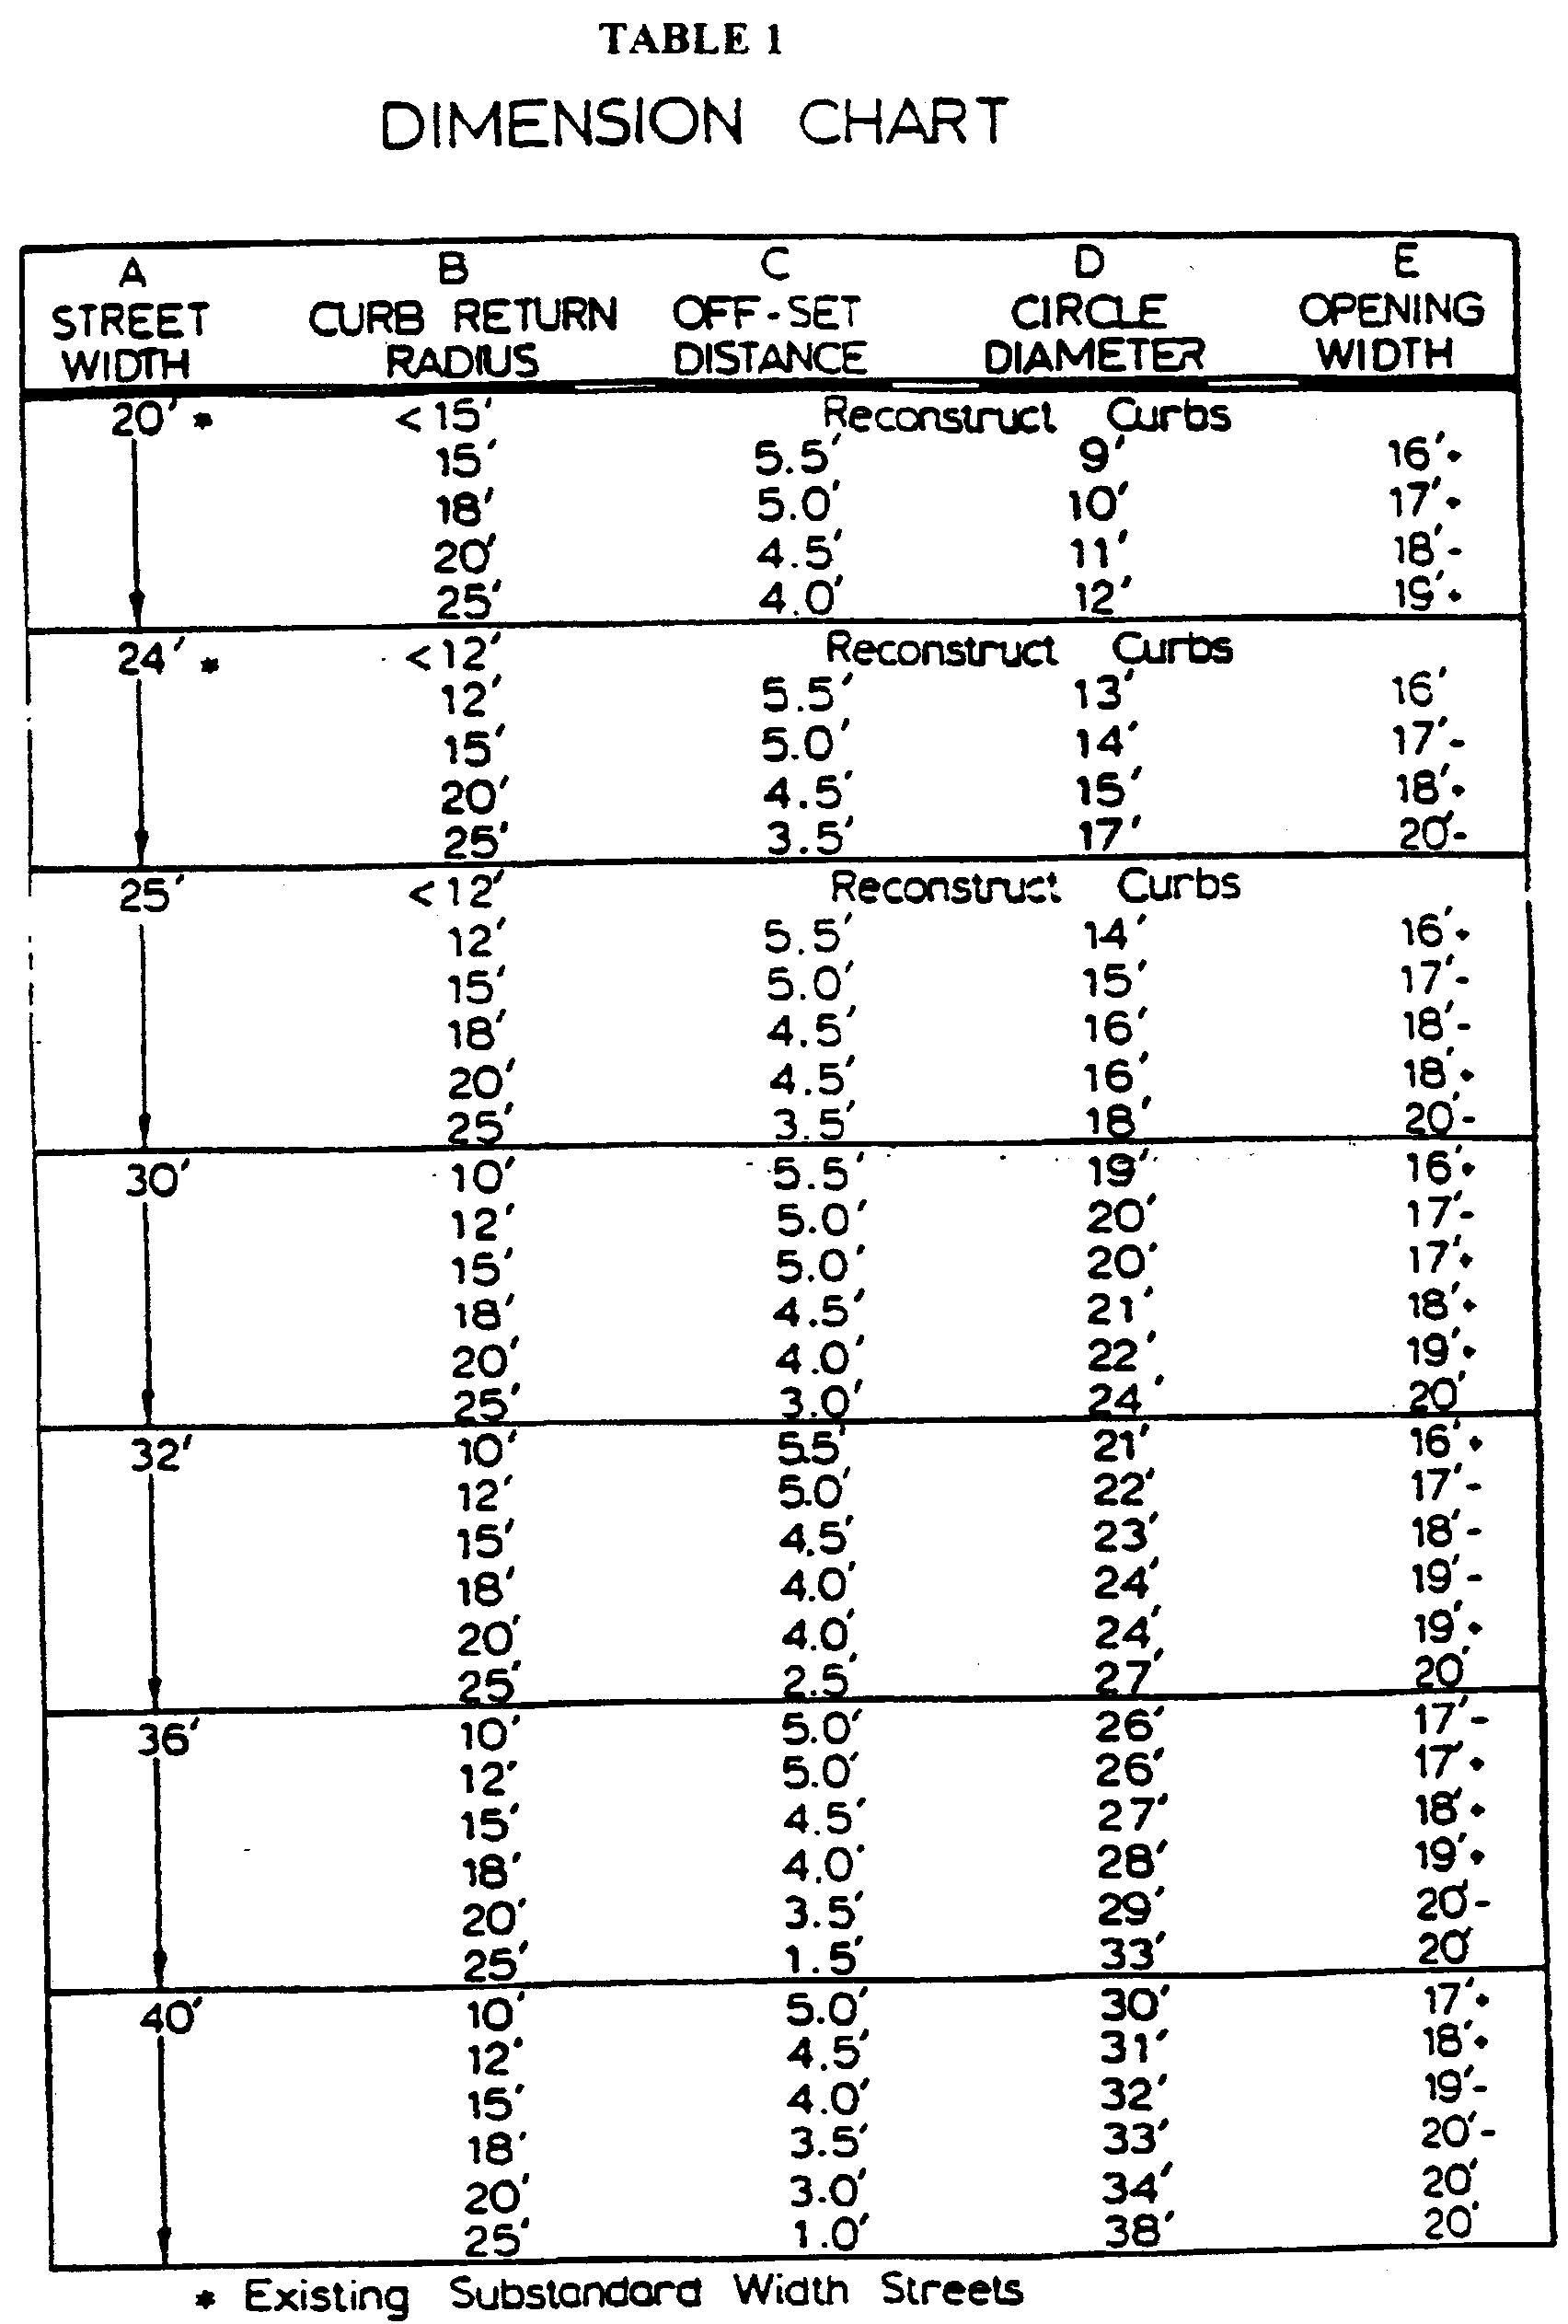 TABLE 1
DIMENSION CHART
A B C D E
STREET CURB RETURN OFF-SET CIRCLE OPENING
WIDTH RADIUS DISTANCE DIAMETER WIDTH
20' * <15' Reconstruct Curbs
15' 5.5' 9' 16'+
18' 5.0' 10' 17'+
20' 4.5' 11' 18'-
25' 4.0' 12' 19'+
24' * <12' Reconstruct Curbs
12' 5.5' 13' 16'
15' 5.0' 14' 17'-
20' 4.5' 15' 18'+
25' 3.5' 17' 20'-
25' <12' Reconstruct Curbs
12' 5.5' 14' 16'+
15' 5.0' 15' 17'-
18' 4.5' 16' 18'-
20' 4.5' 16' 18'+
25' 3.5' 18' 20'-
30' 10' 5.5' 19' 16'+
12' 5.0' 20' 17'-
15' 5.0' 20' 17'+
18' 4.5' 21' 18'+
20' 4.0' 22' 19'+
25' 3.0' 24' 20'
32' 10' 5.5' 21' 16'+
12' 5.0' 22' 17'-
15' 4.5' 23' 18'-
18' 4.0' 24' 19'-
20' 4.0' 24' 19'+
25' 2.5' 27' 20'
36' 10' 5.0' 26' 17'-
12' 5.0' 26' 17'+
15' 4.5' 27' 18'+
18' 4.0' 28' 19'+
20' 3.5' 29' 20'-
25' 1.5' 33' 20'
40' 10' 5.0' 30' 17'+
12' 4.5' 31' 18'+
15' 4.0' 32' 19'-
18' 3.5' 33' 20'-
20' 3.0' 34' 20'
25' 1.0' 38' 20'
* Existing Substandard Width Streets